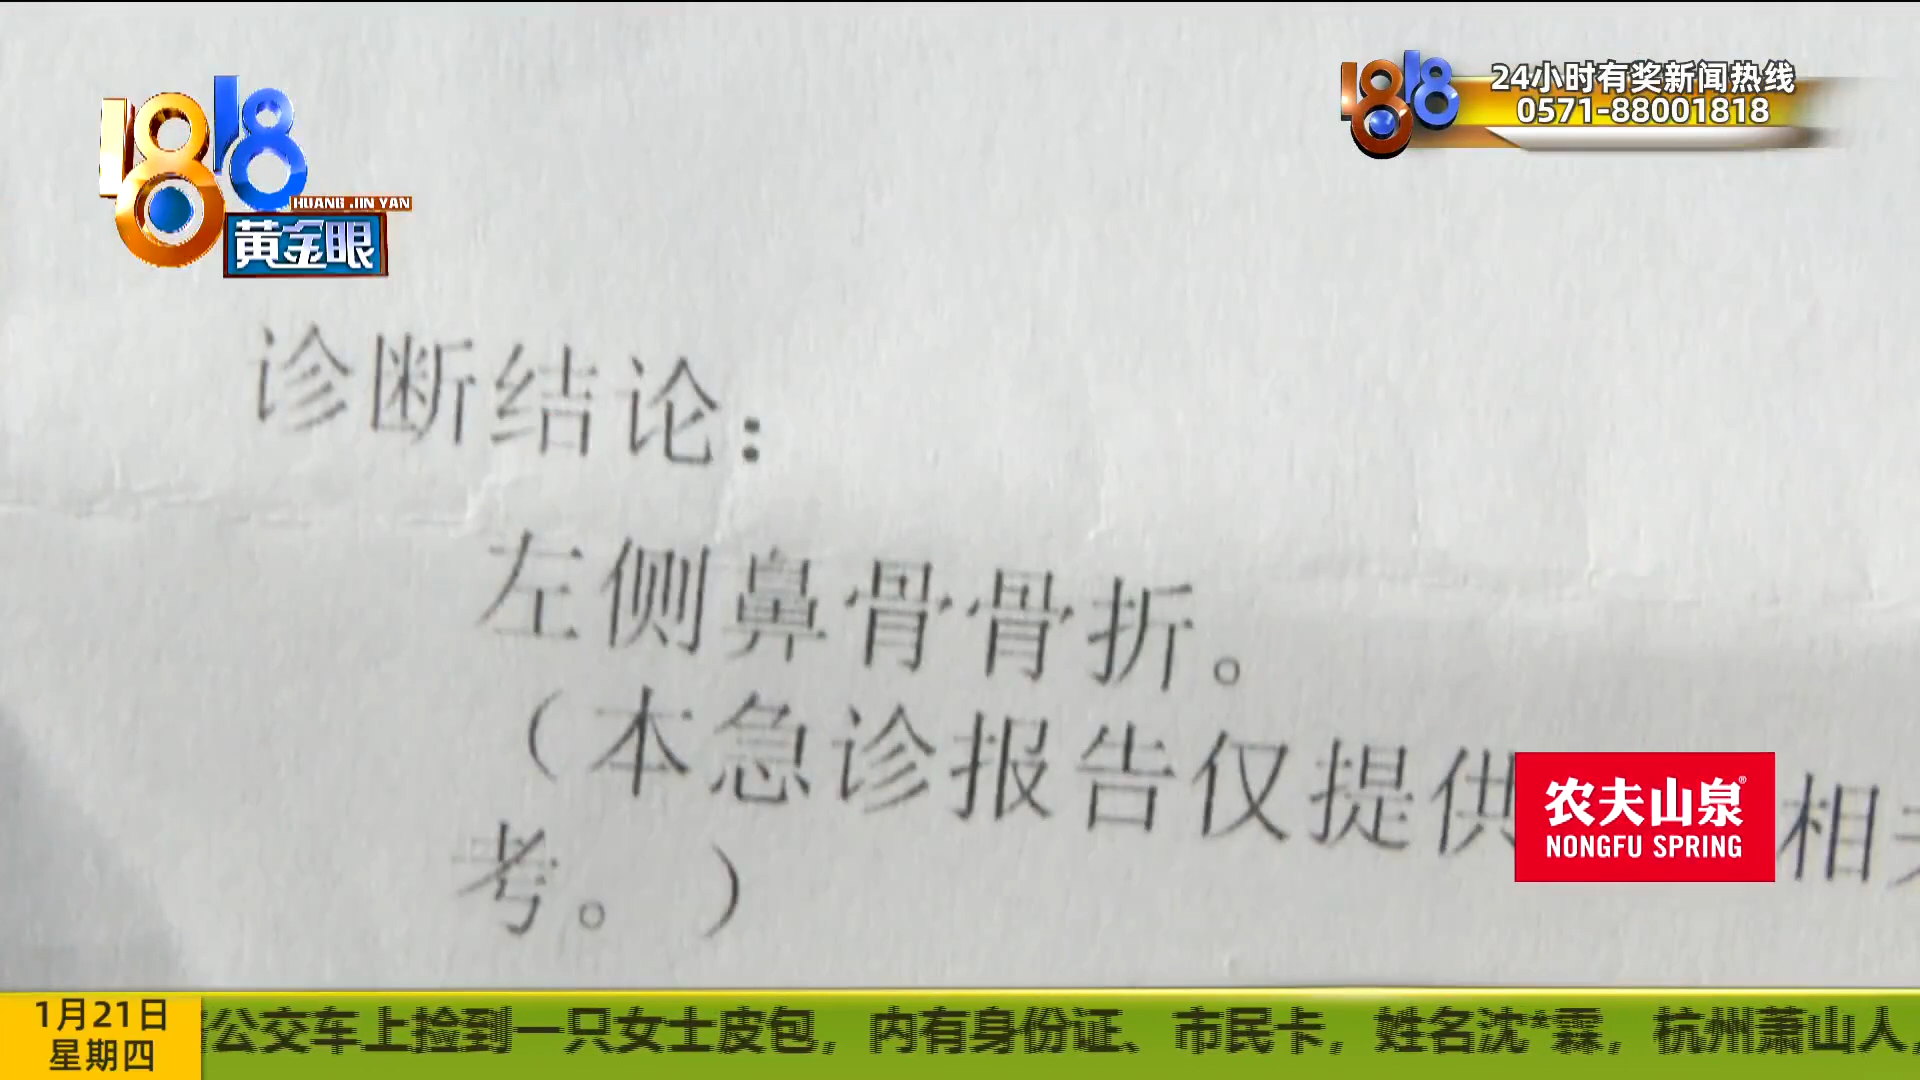 1818
HUANG JIN YAN
黄金眼
1818
24小时有奖新闻热线
0571-88001818
诊断结论：
左侧鼻骨骨折。
（本急诊报告仅提供
相关
考。）
农夫山泉®
NONGFU SPRING
1月21日
星期四
公交车上捡到一只女士皮包，内有身份证、市民卡，姓名沈*霖，杭州萧山人，